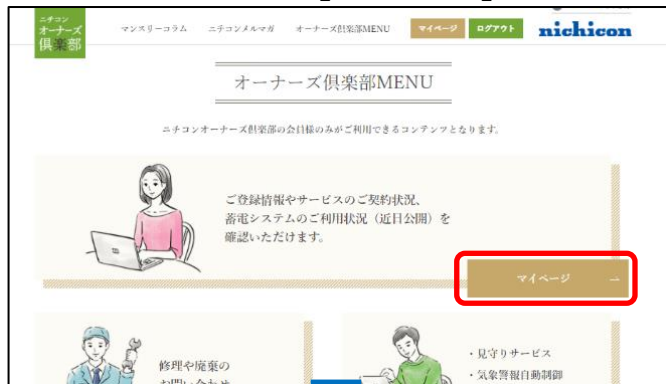 ニチコン
オーナーズ
倶楽部
マンスリーコラム ニチコンメルマガ オーナーズ倶楽部MENU マイページ ログアウト nichicon
オーナーズ倶楽部MENU
ニチコンオーナーズ倶楽部の会員様のみがご利用できるコンテンツとなります。
ご登録情報やサービスのご契約状況、
蓄電システムのご利用状況（近日公開）を
確認いただけます。
マイページ →
修理や廃棄の
お問い合わせ
・見守りサービス
・気象警報自動制御